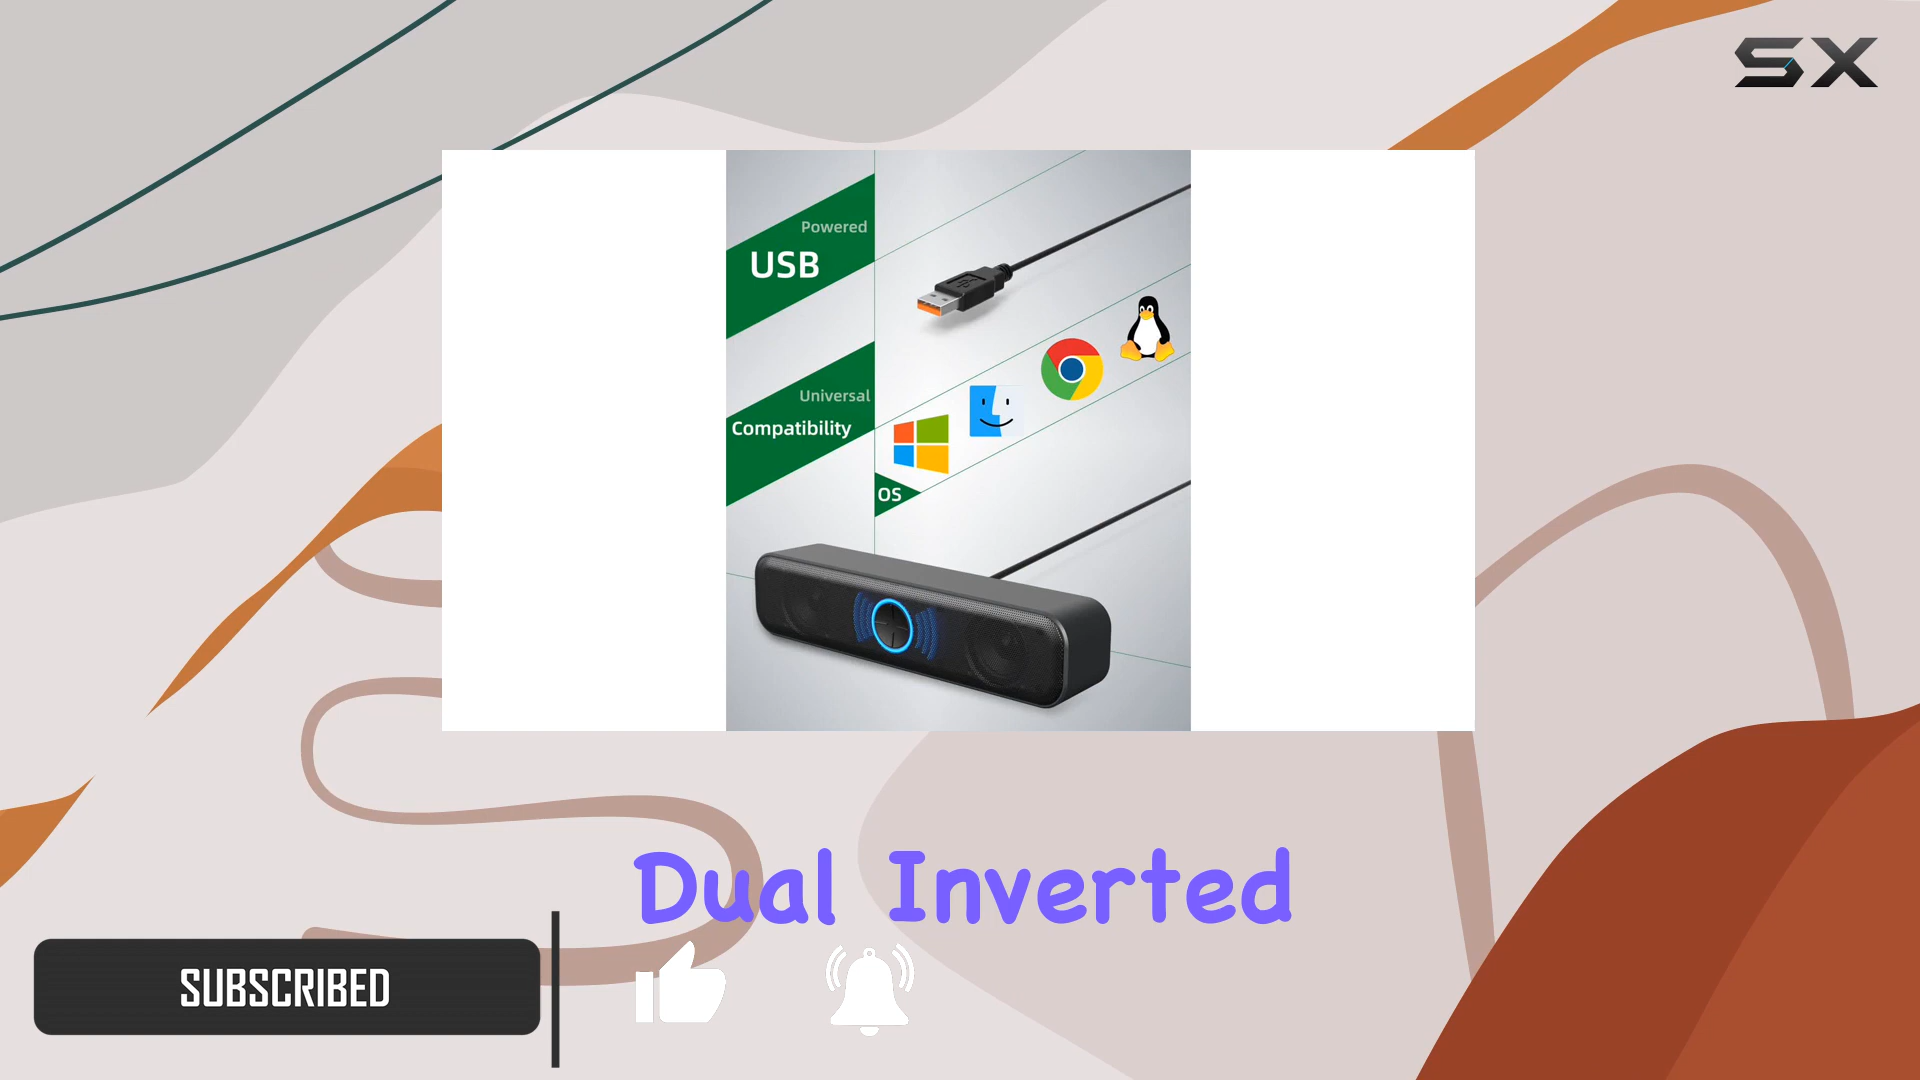 SX
Powered
USB
Universal
Compatibility
OS
Dual Inverted
SUBSCRIBED